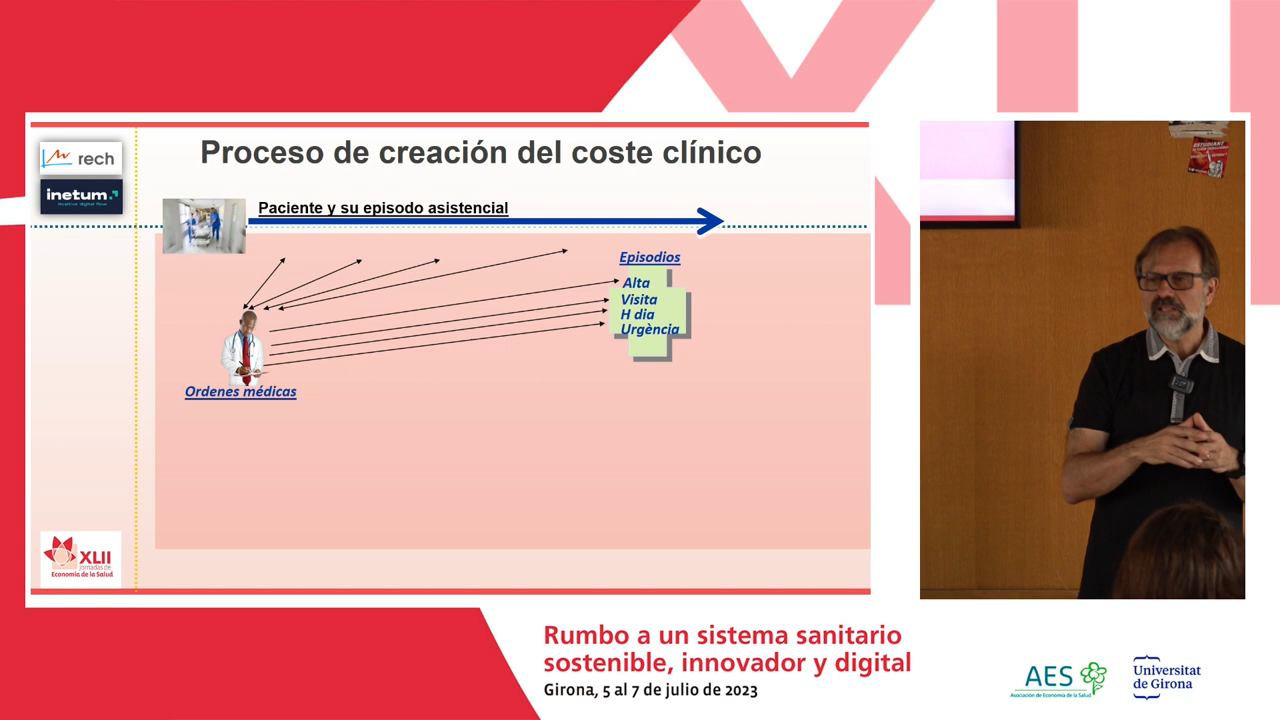 Proceso de creación del coste clínico
rech
inetum.
Paciente y su episodio asistencial
Episodios
Alta
Visita
H dia
Urgència
Ordenes médicas
XLII
Jornadas de
Economía de la Salud
ESTUDIANT
Rumbo a un sistema sanitario
sostenible, innovador y digital
Girona, 5 al 7 de julio de 2023
AES
Asociación de Economía de la Salud
Universitat
de Girona